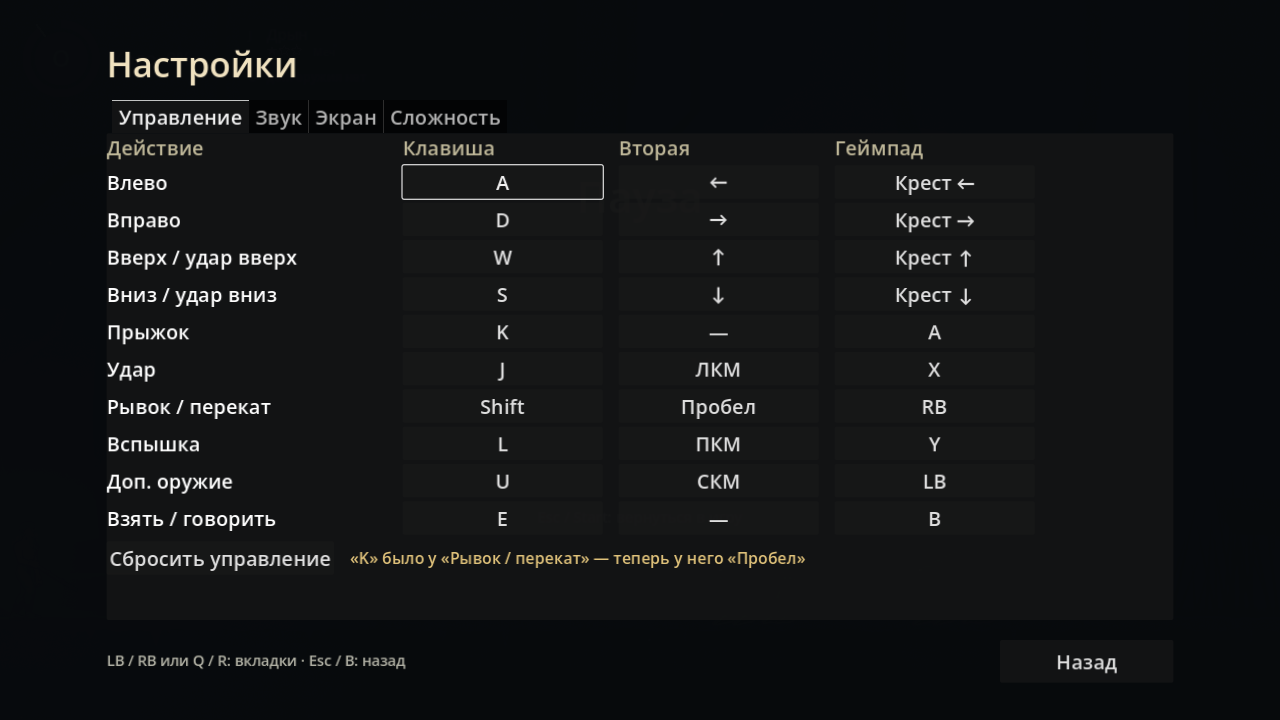 Настройки
Управление Звук Экран Сложность
Действие Клавиша Вторая Геймпад
Влево A ← Крест ←
Вправо D → Крест →
Вверх / удар вверх W ↑ Крест ↑
Вниз / удар вниз S ↓ Крест ↓
Прыжок K — A
Удар J ЛКМ X
Рывок / перекат Shift Пробел RB
Вспышка L ПКМ Y
Доп. оружие U СКМ LB
Взять / говорить E — B
Сбросить управление «K» было у «Рывок / перекат» — теперь у него «Пробел»
LB / RB или Q / R: вкладки · Esc / B: назад Назад